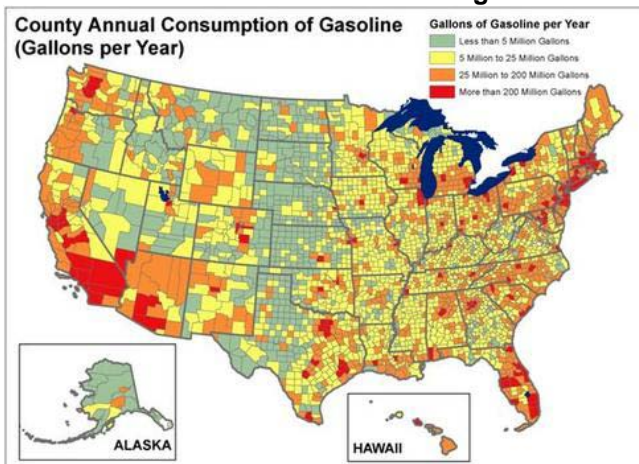 County Annual Consumption of Gasoline
(Gallons per Year)
Gallons of Gasoline per Year
Less than 5 Million Gallons
5 Million to 25 Million Gallons
25 Million to 200 Million Gallons
More than 200 Million Gallons
ALASKA
HAWAII